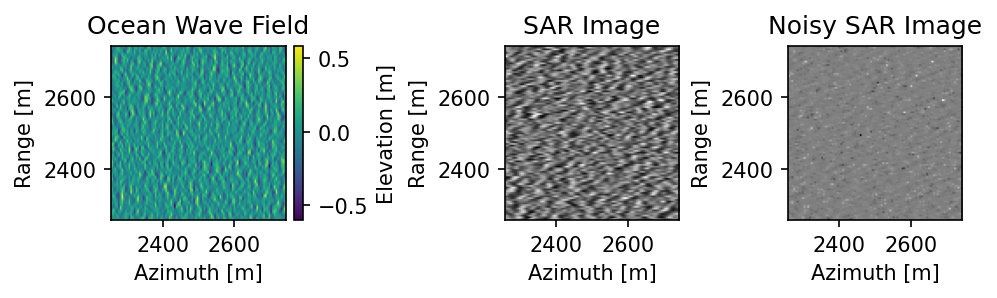 Ocean Wave Field
Range [m]
2600
2400
2400
2600
Azimuth [m]
0.5
0.0
−0.5
Elevation [m]
SAR Image
Range [m]
2600
2400
2400
2600
Azimuth [m]
Noisy SAR Image
Range [m]
2600
2400
2400
2600
Azimuth [m]